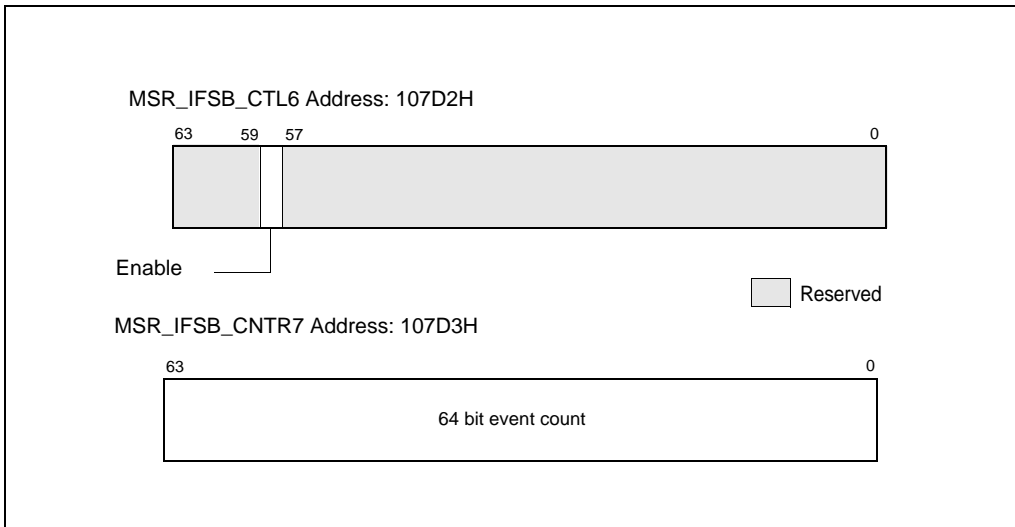 MSR_IFSB_CTL6 Address: 107D2H
63 59 57 0
Enable
Reserved
MSR_IFSB_CNTR7 Address: 107D3H
63 0
64 bit event count